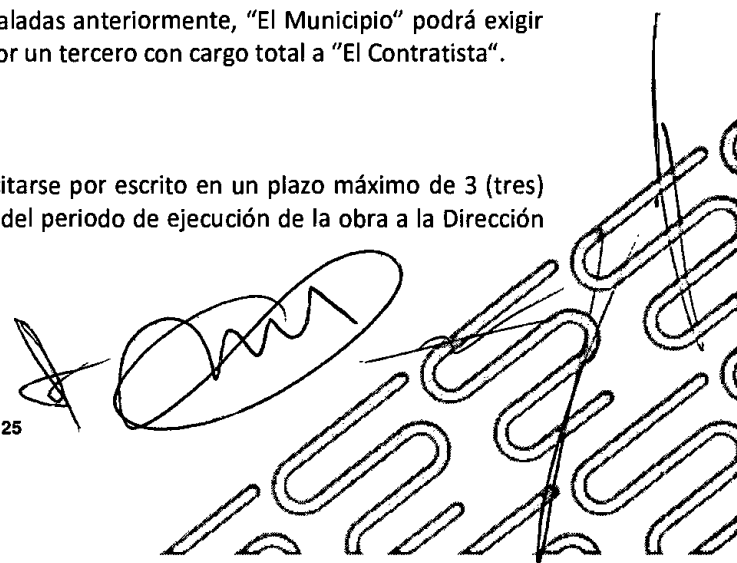 aladas anteriormente, “El Municipio” podrá exigir
or un tercero con cargo total a “El Contratista“.
citarse por escrito en un plazo máximo de 3 (tres)
del periodo de ejecución de la obra a la Dirección
25